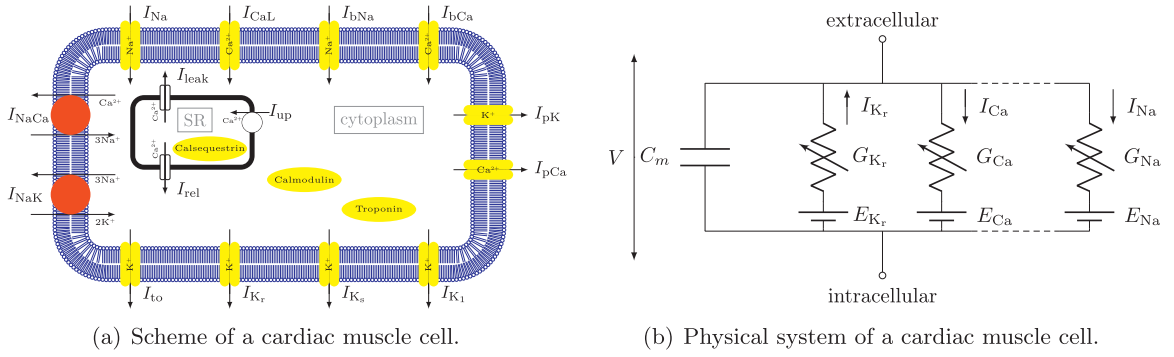 I_Na I_CaL I_bNa I_bCa
Na⁺ Ca²⁺ Na⁺ Ca²⁺
I_leak
Ca²⁺ Ca²⁺ I_up
I_NaCa SR Ca²⁺ cytoplasm K⁺ I_pK
3Na⁺ Calsequestrin
Ca²⁺ Ca²⁺ I_pCa
3Na⁺ I_rel Calmodulin
I_NaK
2K⁺ Troponin
K⁺ K⁺ K⁺ K⁺
I_to I_Kr I_Ks I_K1
(a) Scheme of a cardiac muscle cell.
extracellular
I_Kr I_Ca I_Na
V C_m G_Kr G_Ca G_Na
E_Kr E_Ca E_Na
intracellular
(b) Physical system of a cardiac muscle cell.